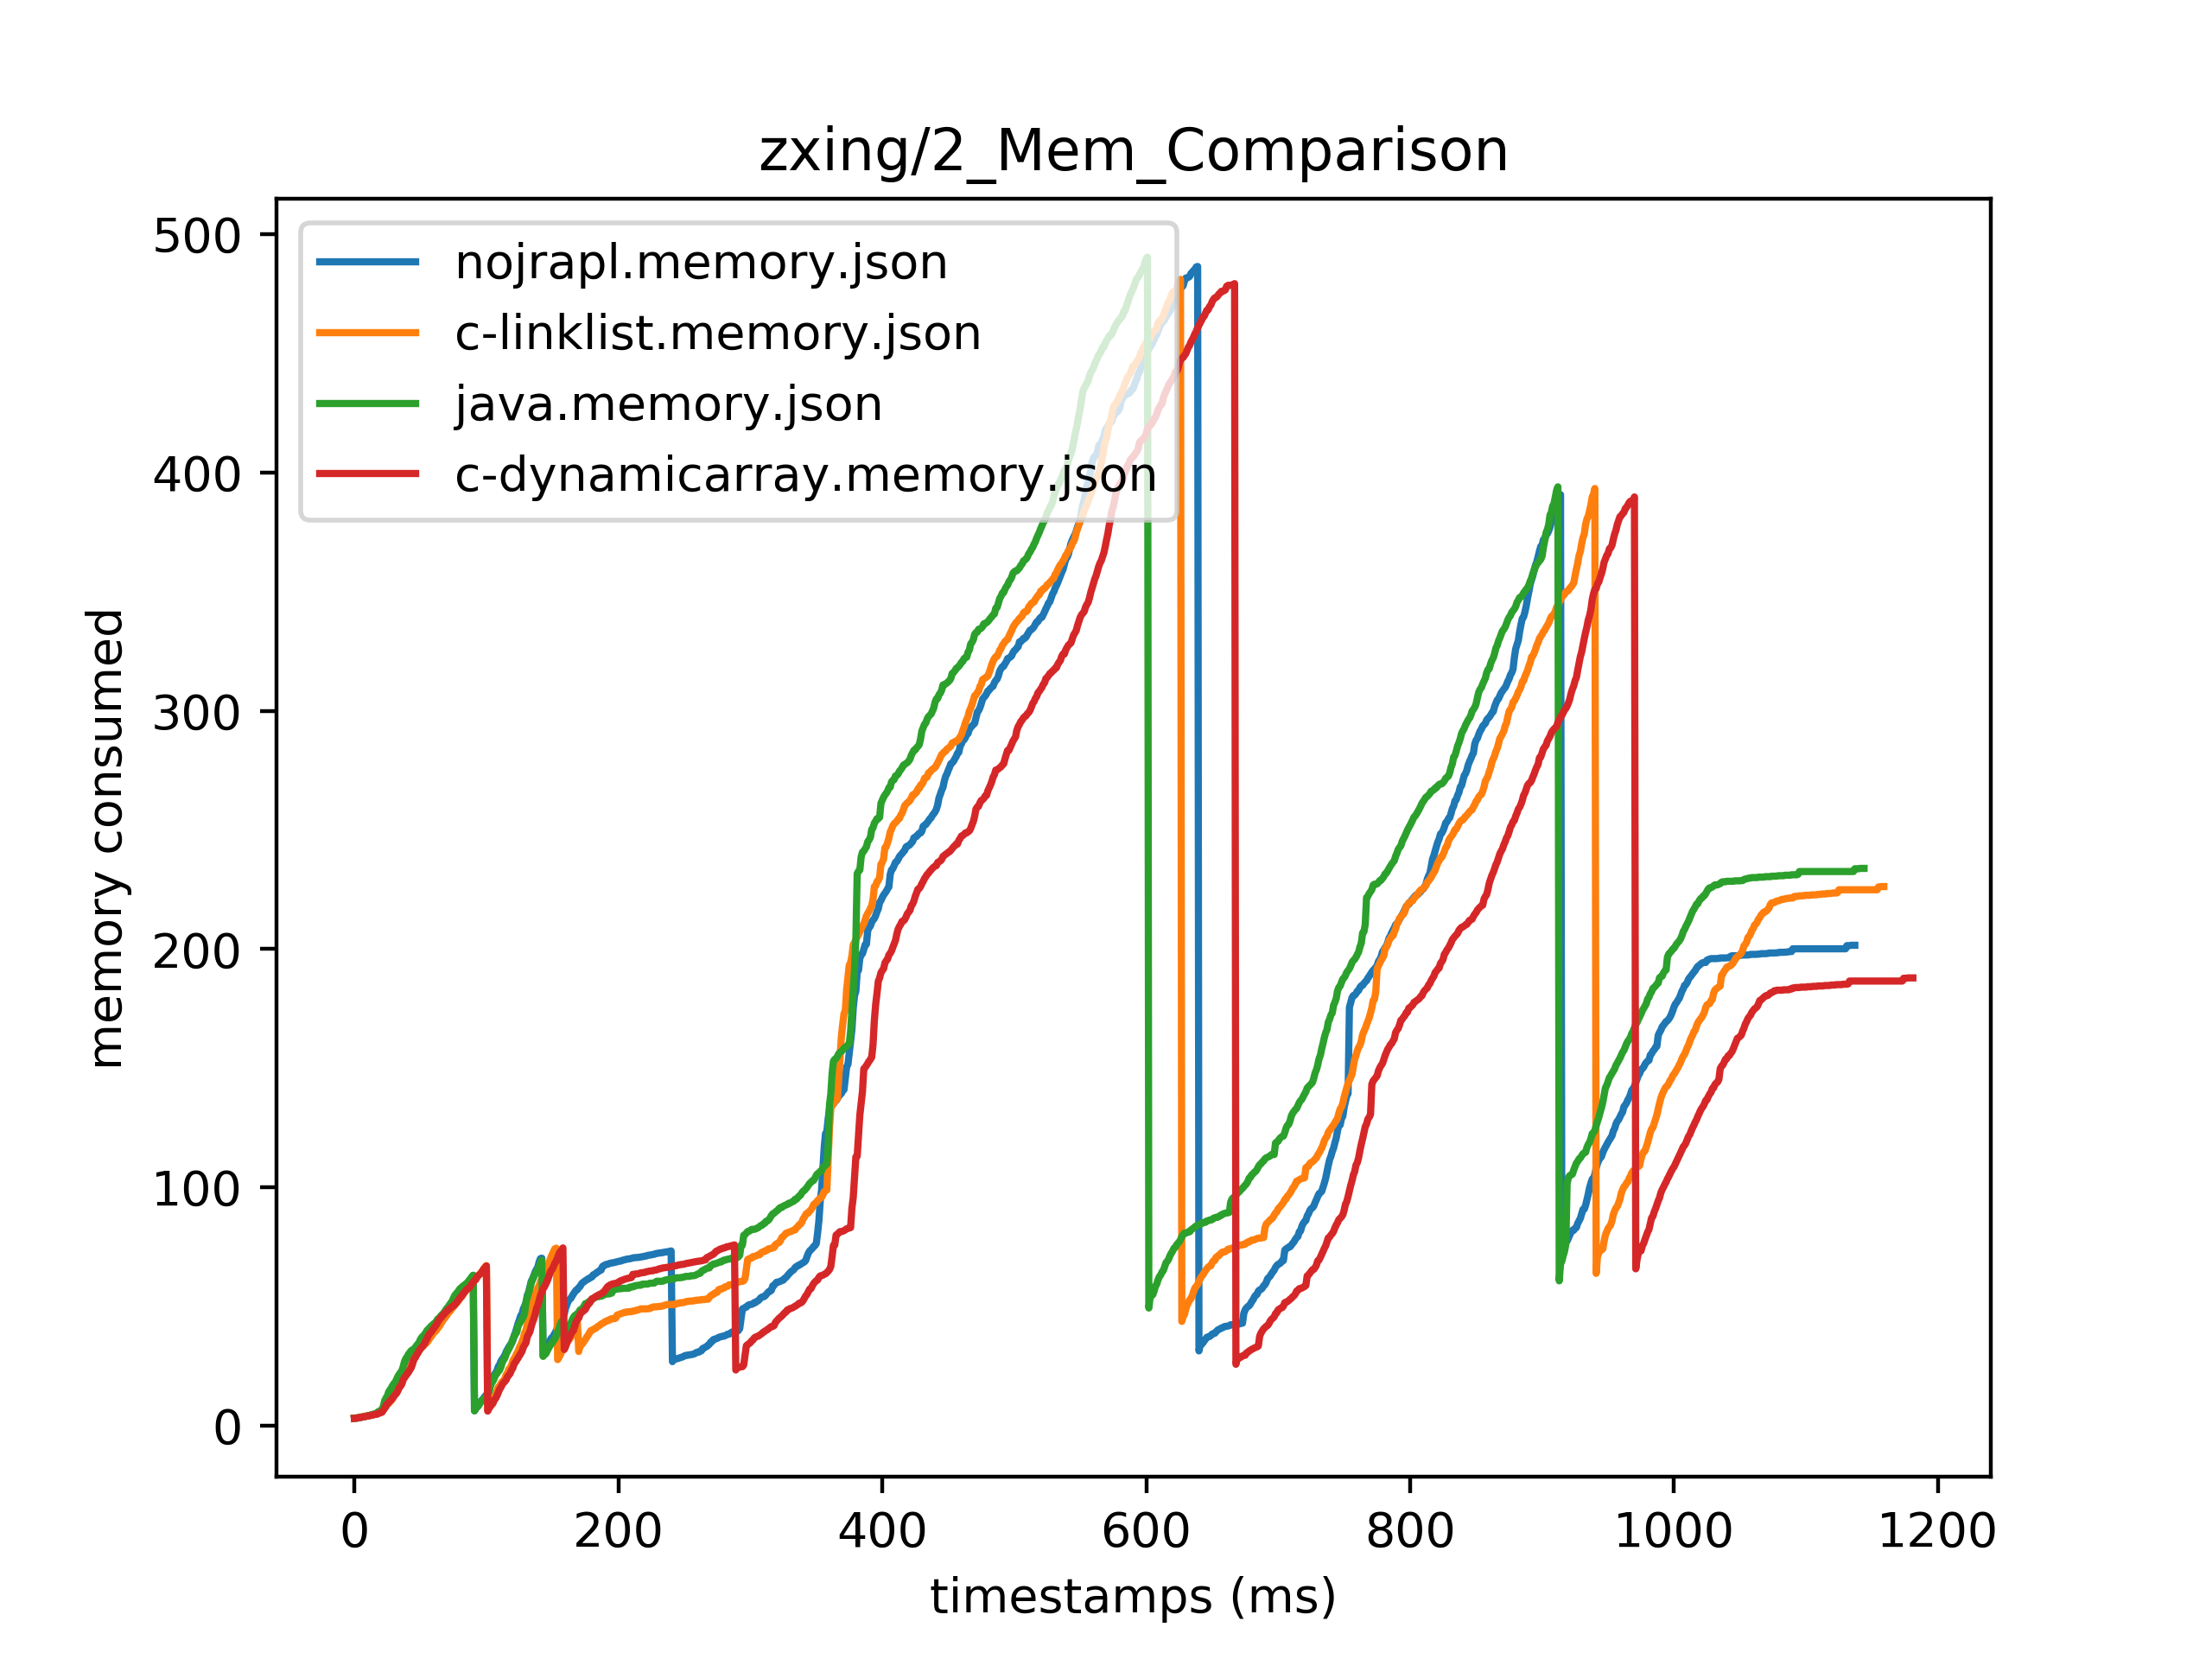 zxing/2_Mem_Comparison
500
400
300
200
100
0
memory consumed
nojrapl.memory.json
c-linklist.memory.json
java.memory.json
c-dynamicarray.memory.json
0 200 400 600 800 1000 1200
timestamps (ms)